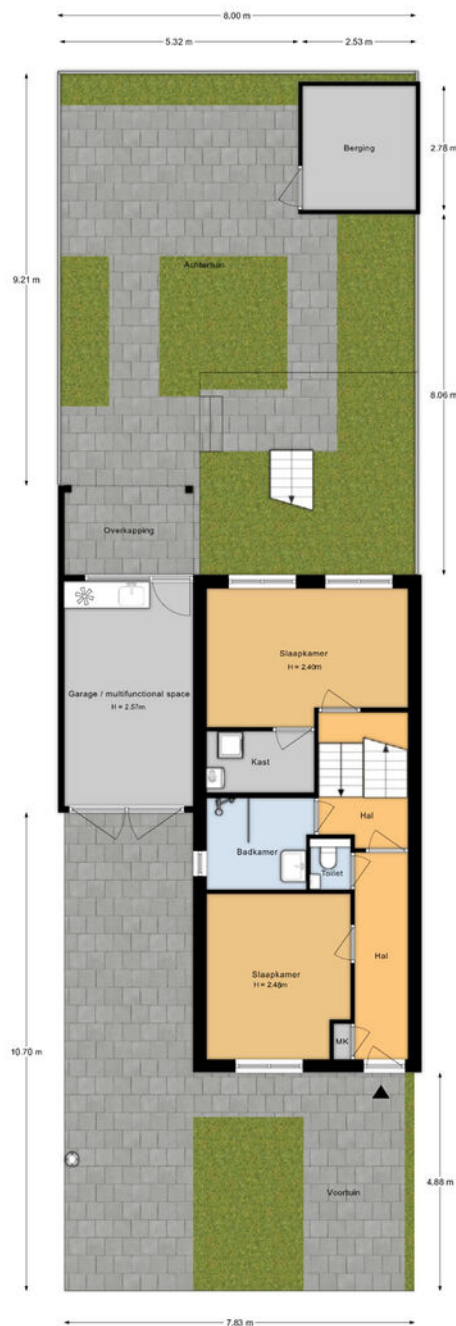 8.00 m
5.32 m
2.53 m
Berging
2.78 m
Achtertuin
9.21 m
8.06 m
Overkapping
Slaapkamer
H = 2.40m
Garage / multifunctional space
H = 2.57m
Kast
Hal
Badkamer
Toilet
Hal
Slaapkamer
H = 2.48m
MK
10.70 m
4.88 m
Voortuin
7.83 m